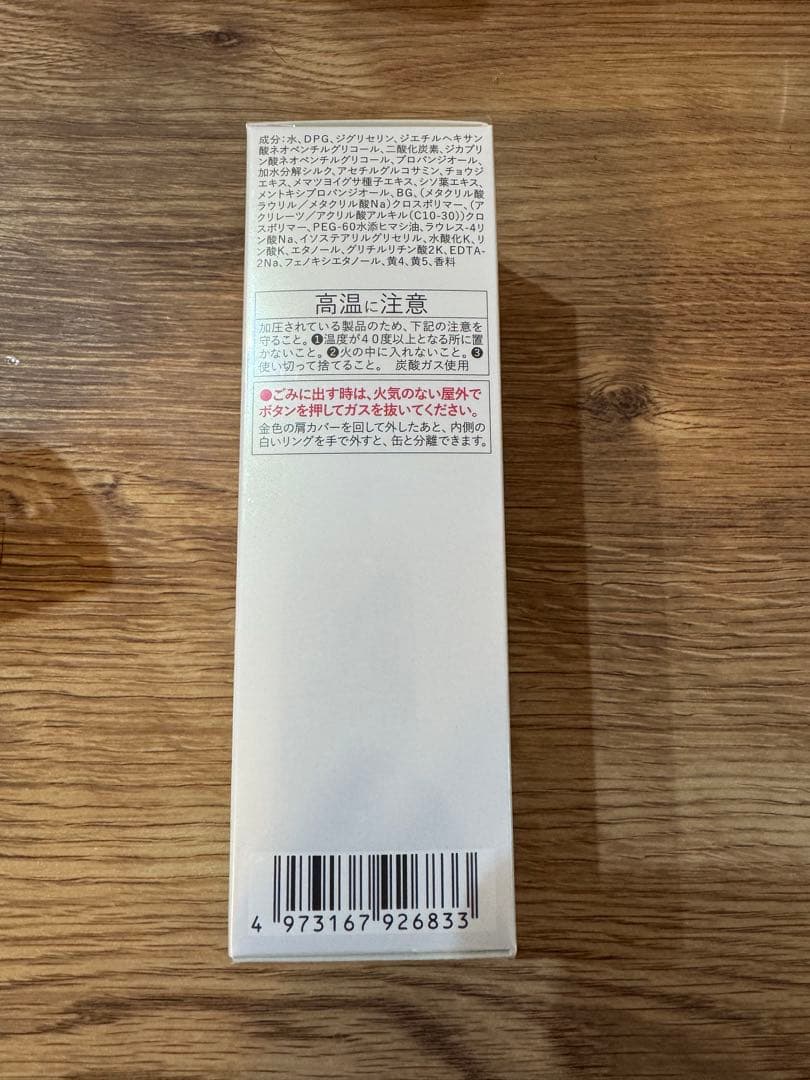 成分：水、DPG、ジグリセリン、ジエチルヘキサン
酸ネオペンチルグリコール、二酸化炭素、ジカプリ
ン酸ネオペンチルグリコール、プロパンジオール、
加水分解シルク、アセチルグルコサミン、チョウジ
エキス、メマツヨイグサ種子エキス、シソ葉エキス、
メントキシプロパンジオール、BG、（メタクリル酸
ラウリル／メタクリル酸Na）クロスポリマー、（ア
クリレーツ／アクリル酸アルキル（C10-30））クロ
スポリマー、PEG-60水添ヒマシ油、ラウレス-4リ
ン酸Na、イソステアリルグリセリル、水酸化K、リ
ン酸K、エタノール、グリチルリチン酸2K、EDTA-
2Na、フェノキシエタノール、黄4、黄5、香料
高温に注意
加圧されている製品のため、下記の注意を
守ること。❶温度が４０度以上となる所に置
かないこと。❷火の中に入れないこと。❸
使い切って捨てること。　炭酸ガス使用
●ごみに出す時は、火気のない屋外で
ボタンを押してガスを抜いてください。
金色の肩カバーを回して外したあと、内側の
白いリングを手で外すと、缶と分離できます。
4 973167 926833